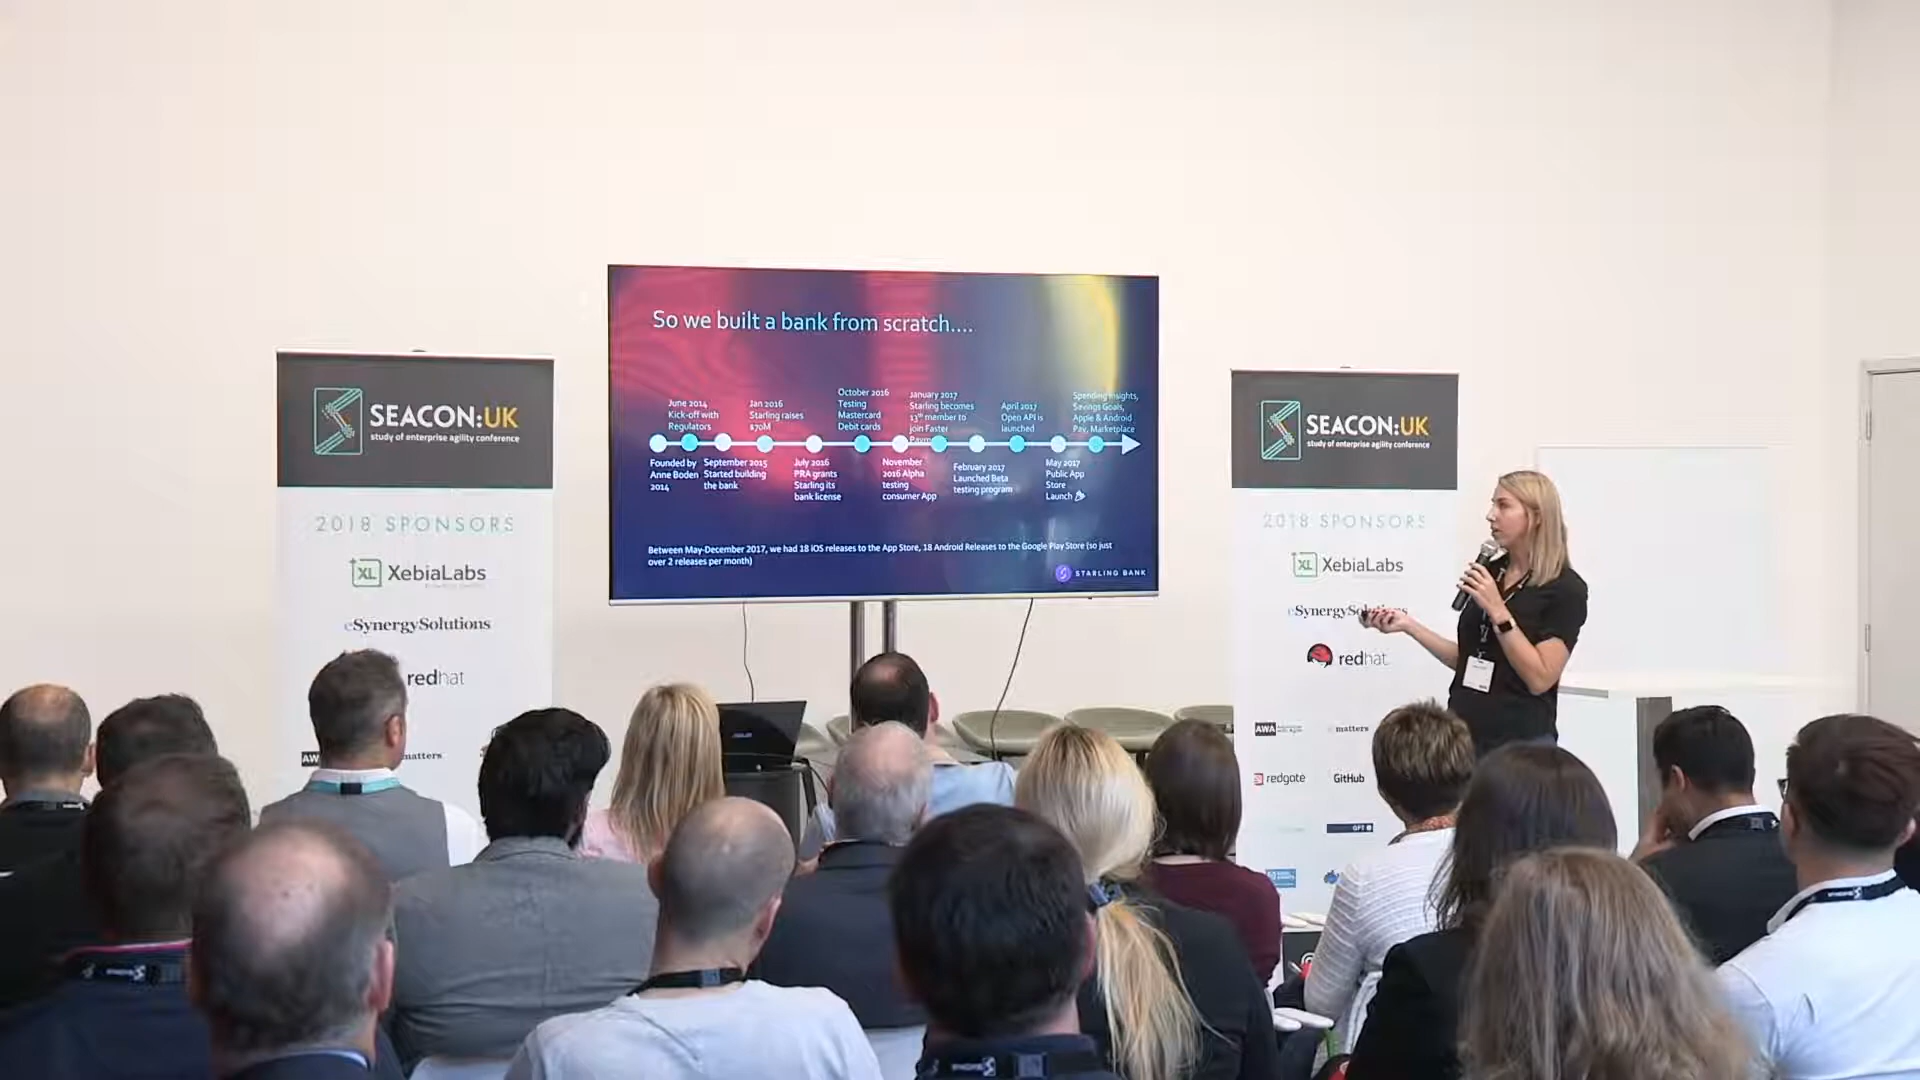 So we built a bank from scratch....
June 2014
Kick-off with
Regulators
Jan 2016
Starling raises
$70M
October 2016
Testing
Mastercard
Debit cards
January 2017
Starling becomes
13th member to
join Faster
April 2017
Open API is
launched
Spending Insights,
Savings Goals,
Apple & Android
Pay, Marketplace
Founded by
Anne Boden
2014
September 2015
Started building
the bank
July 2016
PRA grants
Starling its
bank license
November
2016 Alpha
testing
consumer App
February 2017
Launched Beta
testing program
May 2017
Public App
Store
Launch
Between May-December 2017, we had 18 iOS releases to the App Store, 18 Android Releases to the Google Play Store (so just
over 2 releases per month)
STARLING BANK
SEACON:UK
study of enterprise agility conference
2018 SPONSORS
XL XebiaLabs
eSynergySolutions
redhat
AW
matters
SEACON:UK
study of enterprise agility conference
2018 SPONSORS
XL XebiaLabs
eSynergySolutions
redhat
AWA
matters
redgate
GitHub
ASUS